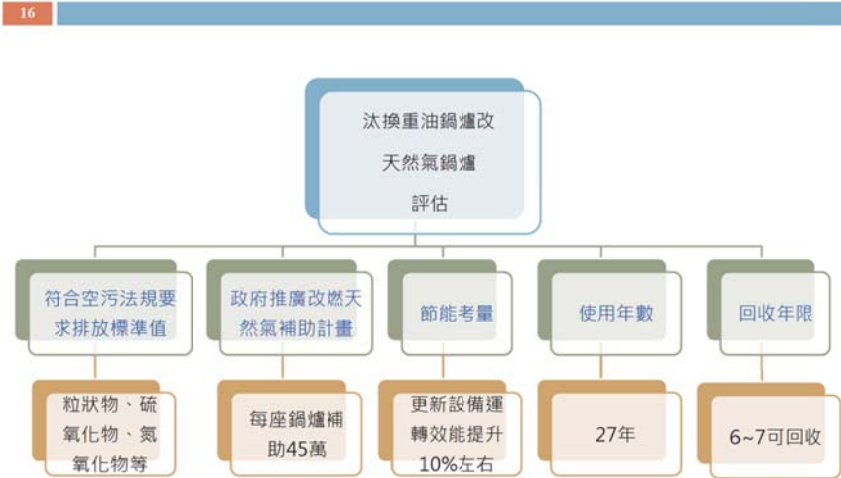 16
汰換重油鍋爐改
天然氣鍋爐
評估
符合空污法規要
求排放標準值
政府推廣改燃天
然氣補助計畫
節能考量
使用年數
回收年限
粒狀物、硫
氧化物、氮
氧化物等
每座鍋爐補
助45萬
更新設備運
轉效能提升
10%左右
27年
6~7可回收